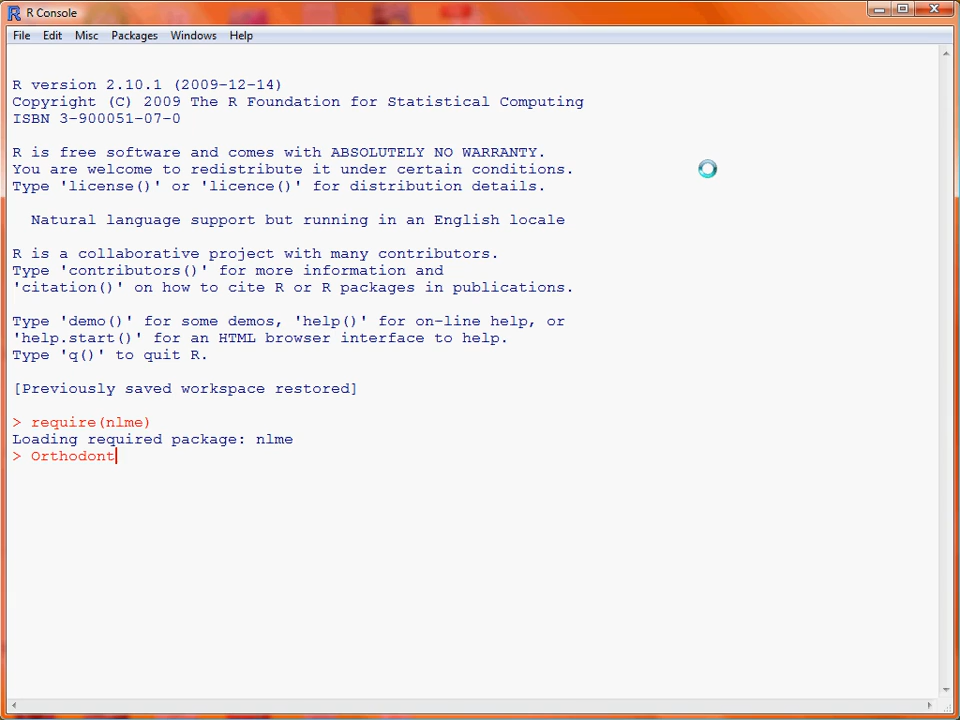 R Console
File Edit Misc Packages Windows Help
R version 2.10.1 (2009-12-14)
Copyright (C) 2009 The R Foundation for Statistical Computing
ISBN 3-900051-07-0
R is free software and comes with ABSOLUTELY NO WARRANTY.
You are welcome to redistribute it under certain conditions.
Type 'license()' or 'licence()' for distribution details.
Natural language support but running in an English locale
R is a collaborative project with many contributors.
Type 'contributors()' for more information and
'citation()' on how to cite R or R packages in publications.
Type 'demo()' for some demos, 'help()' for on-line help, or
'help.start()' for an HTML browser interface to help.
Type 'q()' to quit R.
[Previously saved workspace restored]
> require(nlme)
Loading required package: nlme
> Orthodont